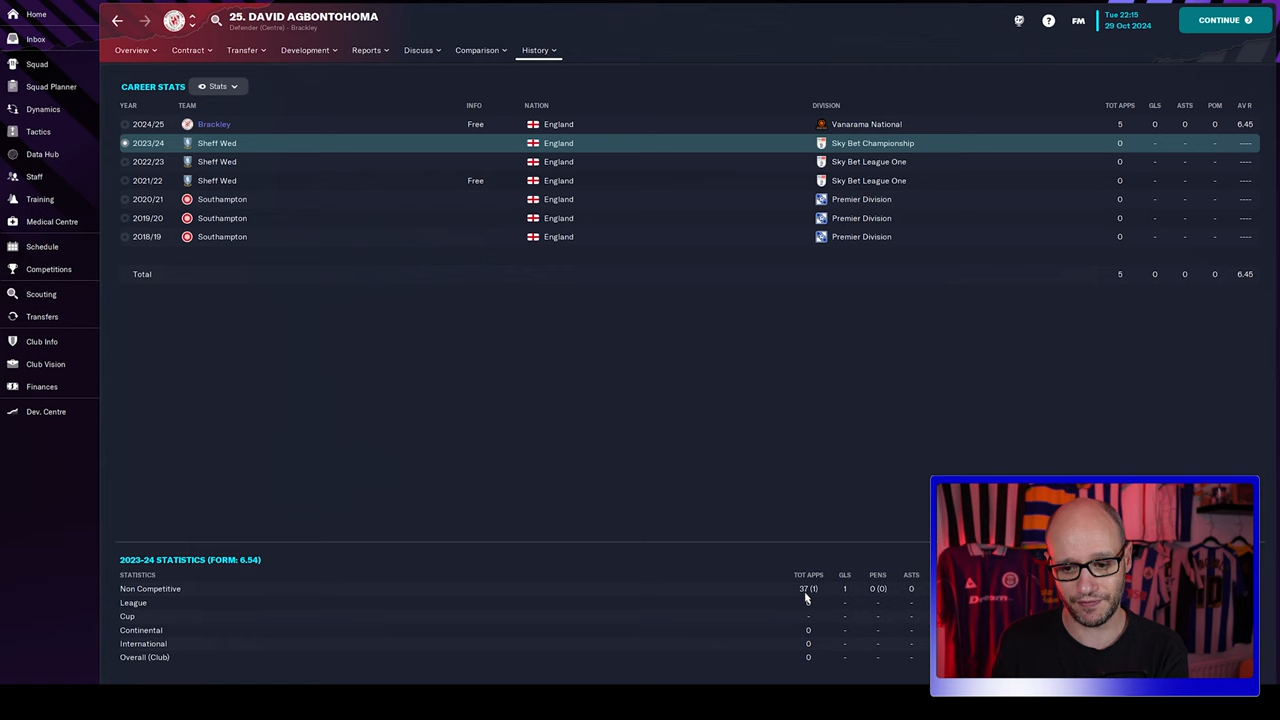 Home
25. DAVID AGBONTOHOMA
Defender (Centre) - Brackley
FM
Tue 22:15
29 Oct 2024
CONTINUE
Inbox
Squad
Squad Planner
Dynamics
Tactics
Data Hub
Staff
Training
Medical Centre
Schedule
Competitions
Scouting
Transfers
Club Info
Club Vision
Finances
Dev. Centre
Overview Contract Transfer Development Reports Discuss Comparison History
CAREER STATS Stats
YEAR TEAM INFO NATION DIVISION TOT APPS GLS ASTS POM AV R
2024/25 Brackley Free England Vanarama National 5 0 0 0 6.45
2023/24 Sheff Wed England Sky Bet Championship 0 - - - ----
2022/23 Sheff Wed England Sky Bet League One 0 - - - ----
2021/22 Sheff Wed Free England Sky Bet League One 0 - - - ----
2020/21 Southampton England Premier Division 0 - - - ----
2019/20 Southampton England Premier Division 0 - - - ----
2018/19 Southampton England Premier Division 0 - - - ----
Total 5 0 0 0 6.45
2023-24 STATISTICS (FORM: 6.54)
STATISTICS TOT APPS GLS PENS ASTS
Non Competitive 37 (1) 1 0 (0) 0
League - - -
Cup - - - -
Continental 0 - - -
International 0 - - -
Overall (Club) 0 - - -